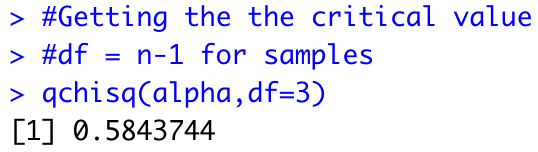 > #Getting the the critical value
> #df = n-1 for samples
> qchisq(alpha,df=3)
[1] 0.5843744